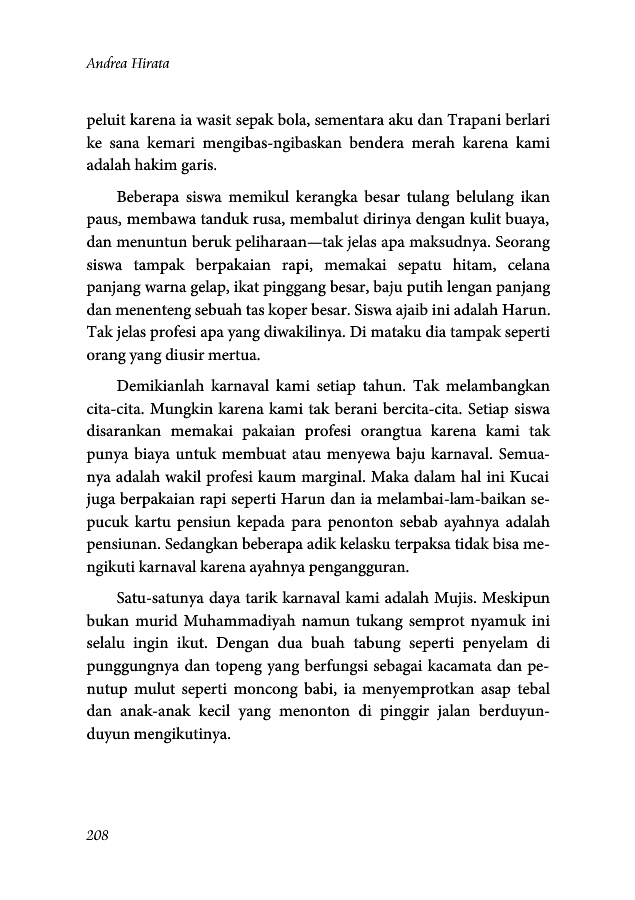 Andrea Hirata
peluit karena ia wasit sepak bola, sementara aku dan Trapani berlari
ke sana kemari mengibas-ngibaskan bendera merah karena kami
adalah hakim garis.
Beberapa siswa memikul kerangka besar tulang belulang ikan
paus, membawa tanduk rusa, membalut dirinya dengan kulit buaya,
dan menuntun beruk peliharaan—tak jelas apa maksudnya. Seorang
siswa tampak berpakaian rapi, memakai sepatu hitam, celana
panjang warna gelap, ikat pinggang besar, baju putih lengan panjang
dan menenteng sebuah tas koper besar. Siswa ajaib ini adalah Harun.
Tak jelas profesi apa yang diwakilinya. Di mataku dia tampak seperti
orang yang diusir mertua.
Demikianlah karnaval kami setiap tahun. Tak melambangkan
cita-cita. Mungkin karena kami tak berani bercita-cita. Setiap siswa
disarankan memakai pakaian profesi orangtua karena kami tak
punya biaya untuk membuat atau menyewa baju karnaval. Semua-
nya adalah wakil profesi kaum marginal. Maka dalam hal ini Kucai
juga berpakaian rapi seperti Harun dan ia melambai-lam-baikan se-
pucuk kartu pensiun kepada para penonton sebab ayahnya adalah
pensiunan. Sedangkan beberapa adik kelasku terpaksa tidak bisa me-
ngikuti karnaval karena ayahnya pengangguran.
Satu-satunya daya tarik karnaval kami adalah Mujis. Meskipun
bukan murid Muhammadiyah namun tukang semprot nyamuk ini
selalu ingin ikut. Dengan dua buah tabung seperti penyelam di
punggungnya dan topeng yang berfungsi sebagai kacamata dan pe-
nutup mulut seperti moncong babi, ia menyemprotkan asap tebal
dan anak-anak kecil yang menonton di pinggir jalan berduyun-
duyun mengikutinya.
208